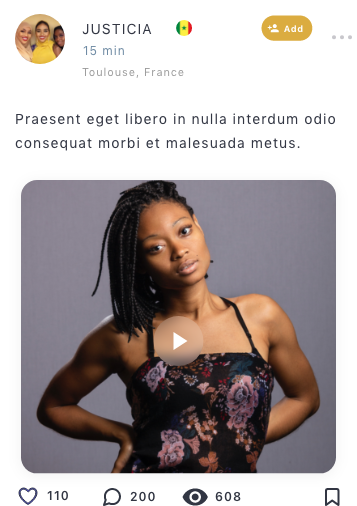 JUSTICIA
Add
15 min
Toulouse, France
Praesent eget libero in nulla interdum odio
consequat morbi et malesuada metus.
110
200
608